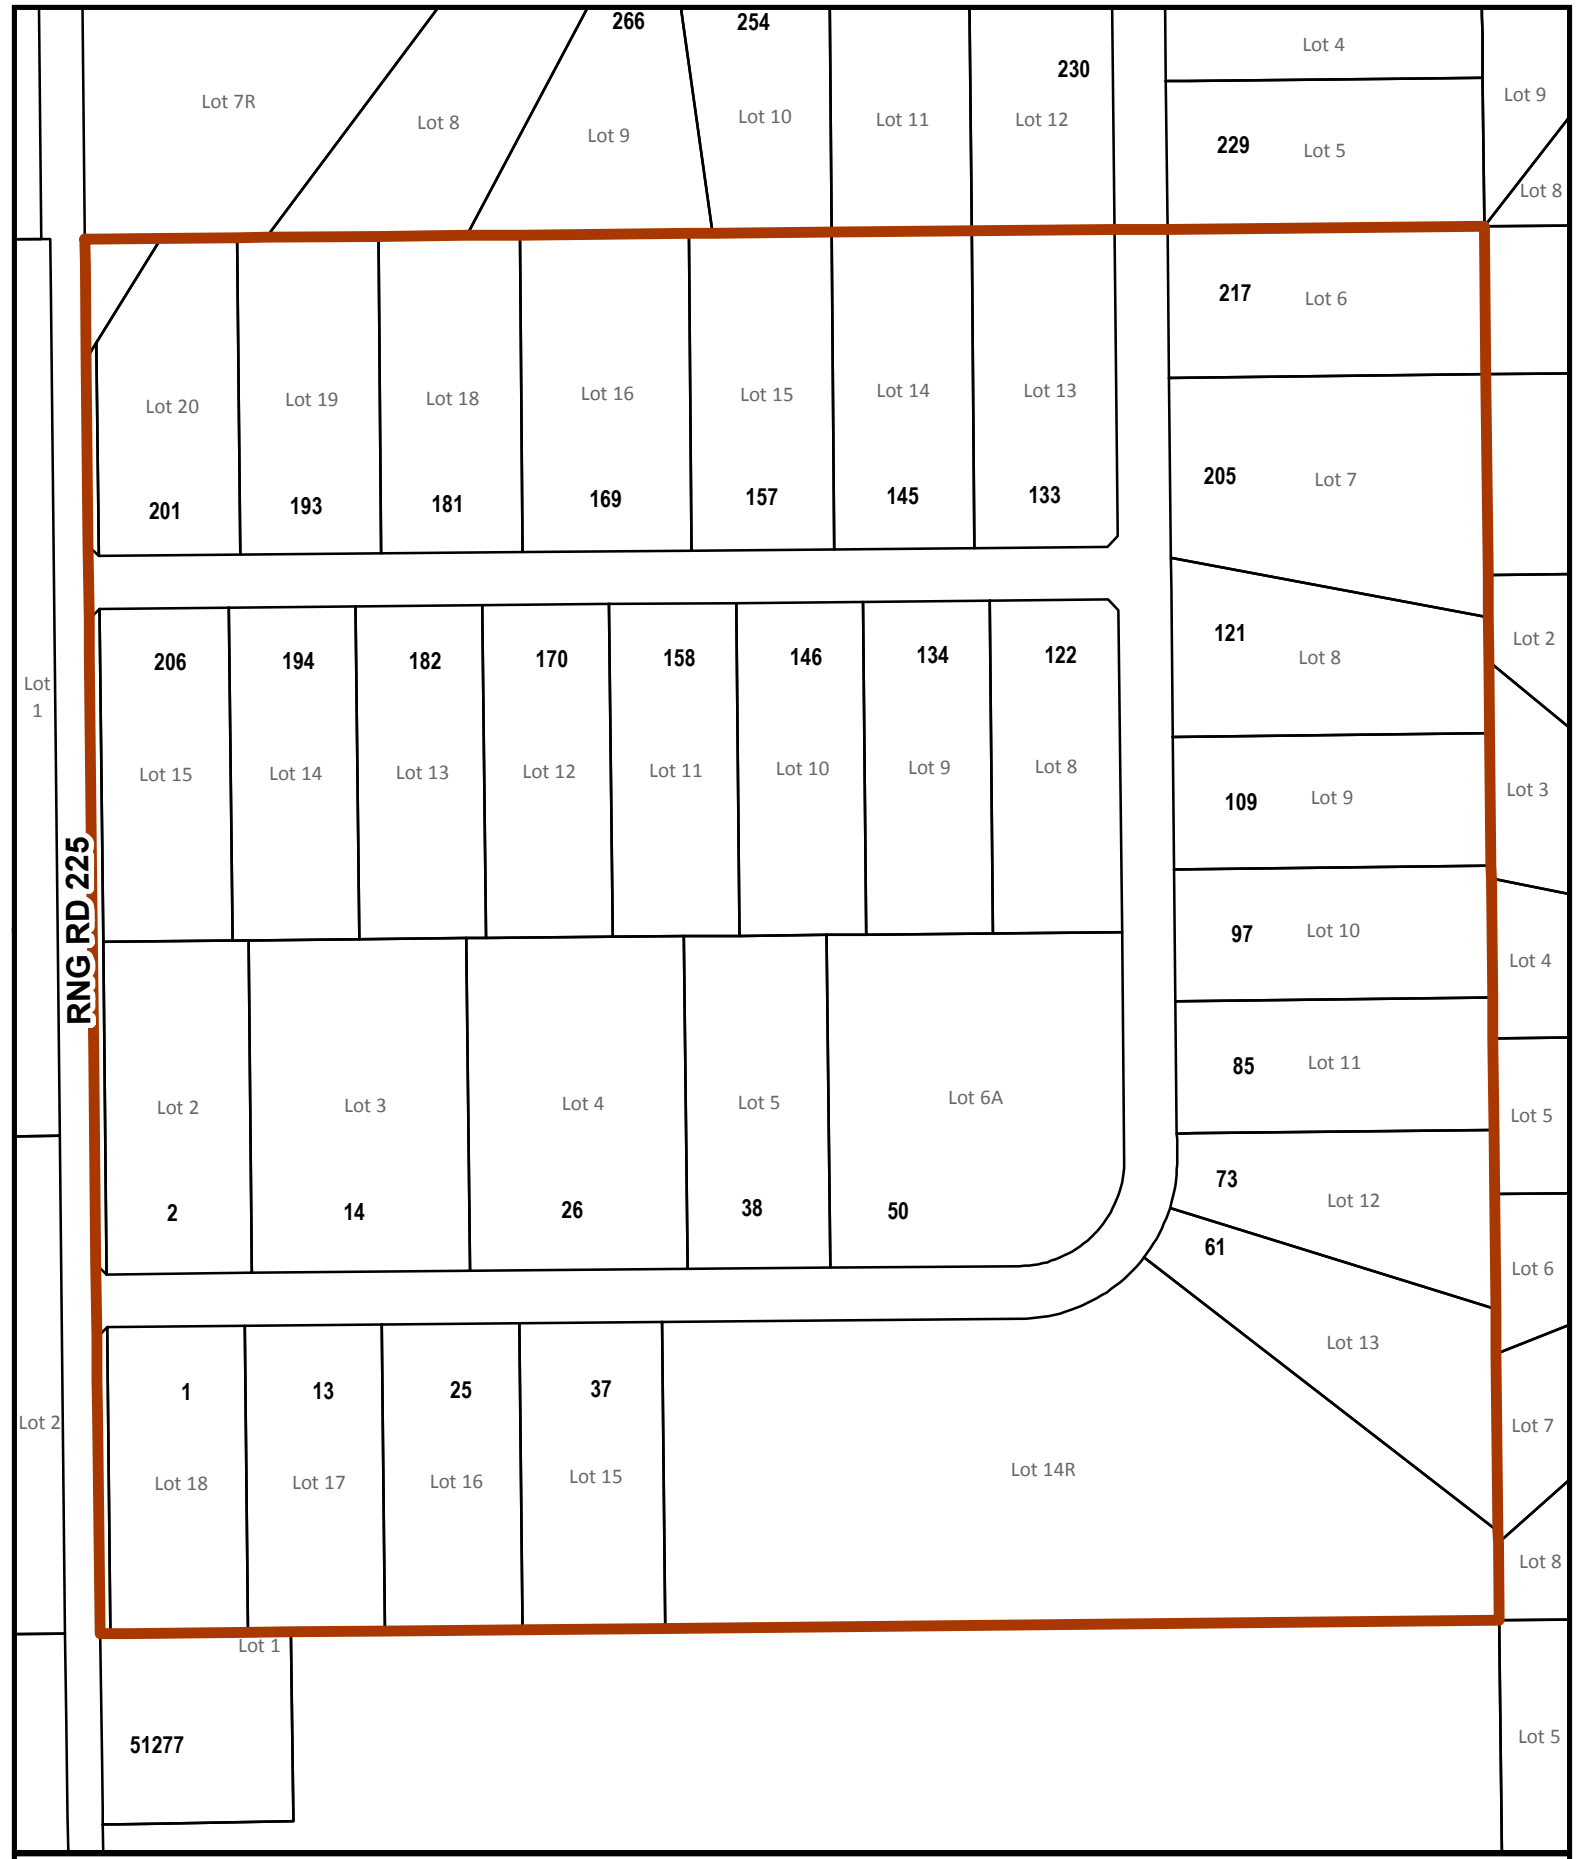 266
254
230
Lot 4
Lot 7R
Lot 8
Lot 9
Lot 10
Lot 11
Lot 12
229
Lot 5
Lot 9
Lot 8
217
Lot 6
Lot 20
Lot 19
Lot 18
Lot 16
Lot 15
Lot 14
Lot 13
201
193
181
169
157
145
133
205
Lot 7
121
Lot 8
Lot 2
206
194
182
170
158
146
134
122
Lot
1
Lot 15
Lot 14
Lot 13
Lot 12
Lot 11
Lot 10
Lot 9
Lot 8
109
Lot 9
Lot 3
RNG RD 225
97
Lot 10
Lot 4
85
Lot 11
Lot 2
Lot 3
Lot 4
Lot 5
Lot 6A
Lot 5
2
14
26
38
50
73
Lot 12
61
Lot 6
Lot 13
1
13
25
37
Lot 2
Lot 18
Lot 17
Lot 16
Lot 15
Lot 14R
Lot 7
Lot 8
Lot 1
51277
Lot 5